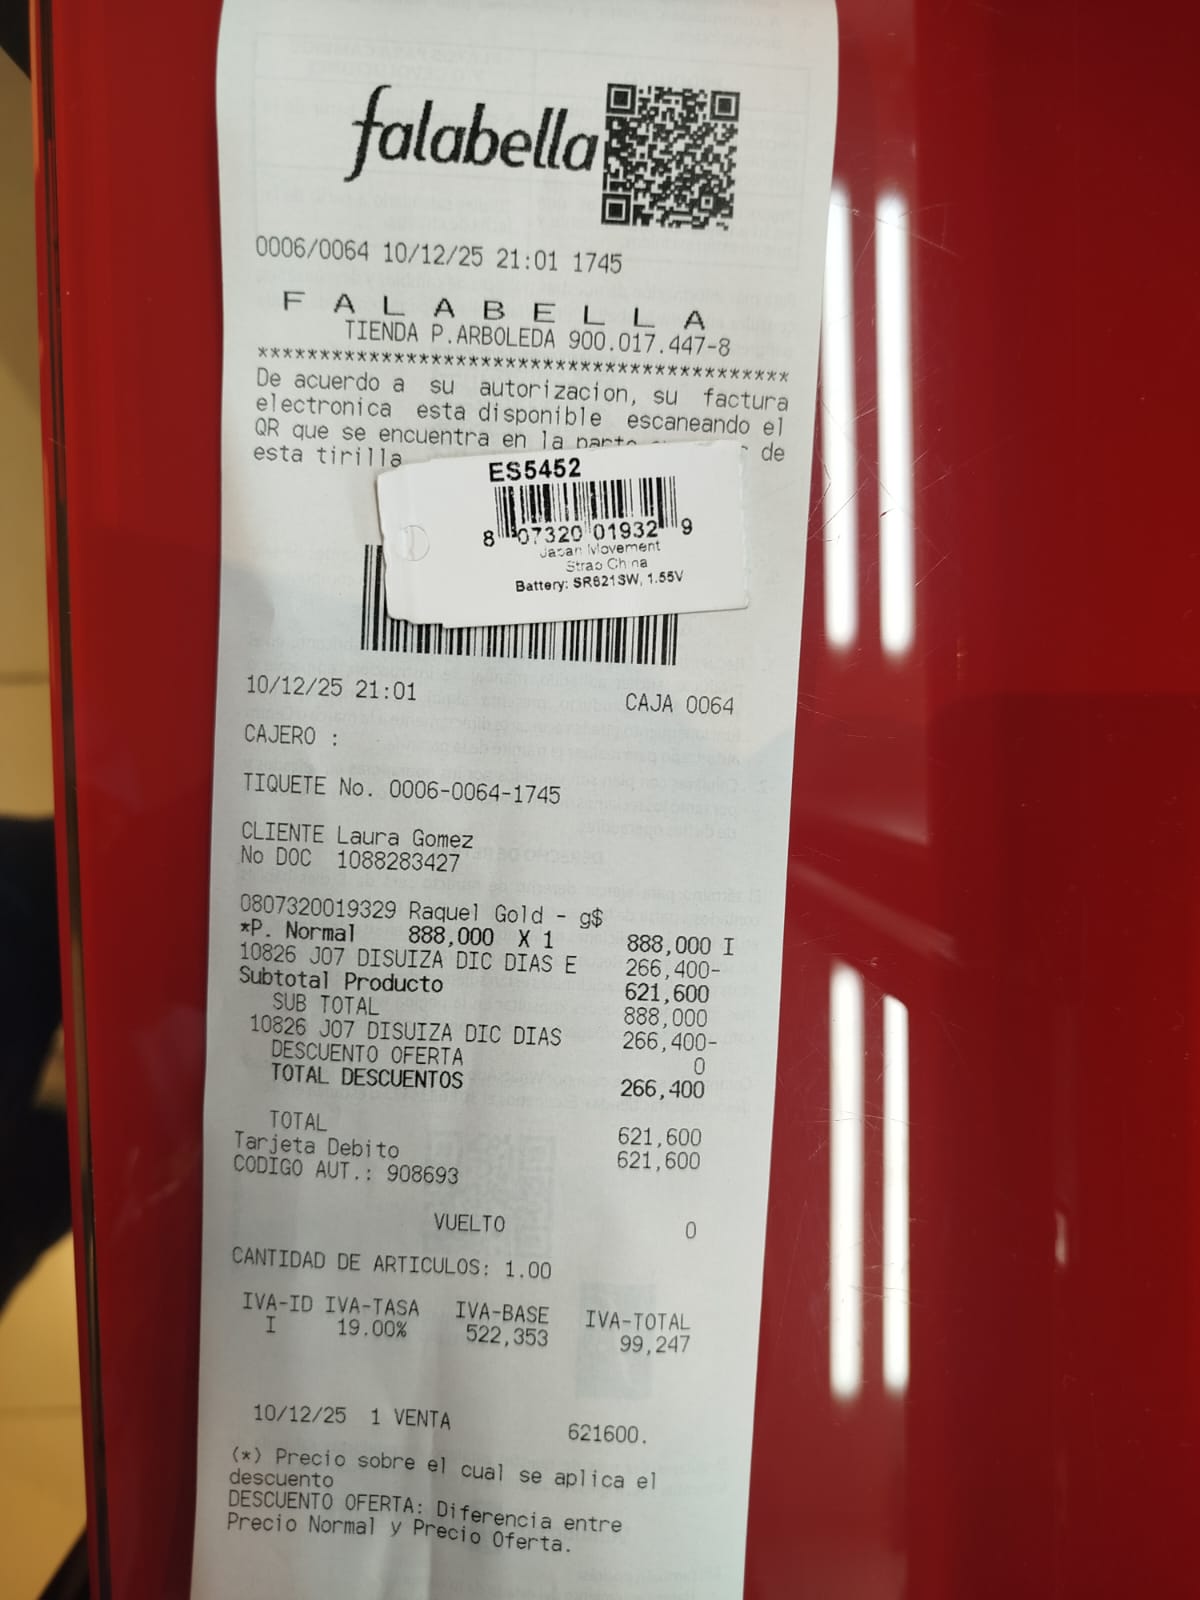 falabella
0006/0064 10/12/25 21:01 1745
F A L A B E L L A
TIENDA P.ARBOLEDA 900.017.447-8
******************************************
De acuerdo a su autorizacion, su factura
electronica esta disponible escaneando el
QR que se encuentra en la parte de
esta tirilla
ES5452
8 07320 01932 9
Japan Movement
Strap China
Battery: SR621SW, 1.55V
10/12/25 21:01 CAJA 0064
CAJERO :
TIQUETE No. 0006-0064-1745
CLIENTE Laura Gomez
No DOC 1088283427
0807320019329 Raquel Gold - g$
*P. Normal 888,000 X 1 888,000 I
10826 J07 DISUIZA DIC DIAS E 266,400-
Subtotal Producto 621,600
SUB TOTAL 888,000
10826 J07 DISUIZA DIC DIAS 266,400-
DESCUENTO OFERTA 0
TOTAL DESCUENTOS 266,400
TOTAL 621,600
Tarjeta Debito 621,600
CODIGO AUT.: 908693
VUELTO 0
CANTIDAD DE ARTICULOS: 1.00
IVA-ID IVA-TASA IVA-BASE IVA-TOTAL
I 19.00% 522,353 99,247
10/12/25 1 VENTA 621600.
(*) Precio sobre el cual se aplica el
descuento
DESCUENTO OFERTA: Diferencia entre
Precio Normal y Precio Oferta.